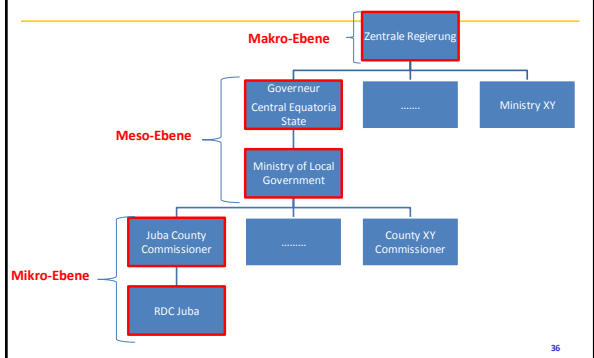 Makro-Ebene
Zentrale Regierung
Governeur
Central Equatoria
State
.......
Ministry XY
Meso-Ebene
Ministry of Local
Government
Juba County
Commissioner
.........
County XY
Commissioner
Mikro-Ebene
RDC Juba
36